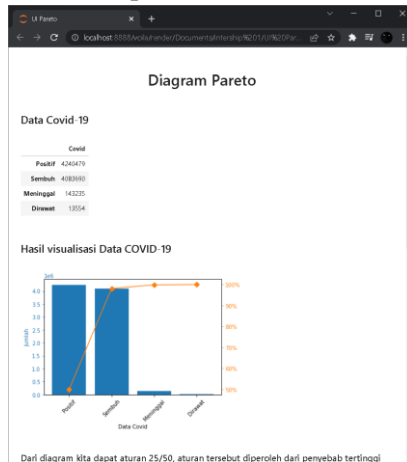 UI Pareto
localhost:8888/voila/render/Documents/Intership%201/UI%20Par...
Diagram Pareto
Data Covid-19
Covid
Positif 4240479
Sembuh
Meninggal 143235
Dirawat 13554
Hasil visualisasi Data COVID-19
4.0
3.5
3.0
2.5
2.0
1.5
1.0
0.5
0.0
Jumlah
100%
90%
80%
70%
60%
50%
Positif
Sembuh
Meninggal
Dirawat
Data Covid
Dari diagram kita dapat aturan 25/50, aturan tersebut diperoleh dari penyebab tertinggi